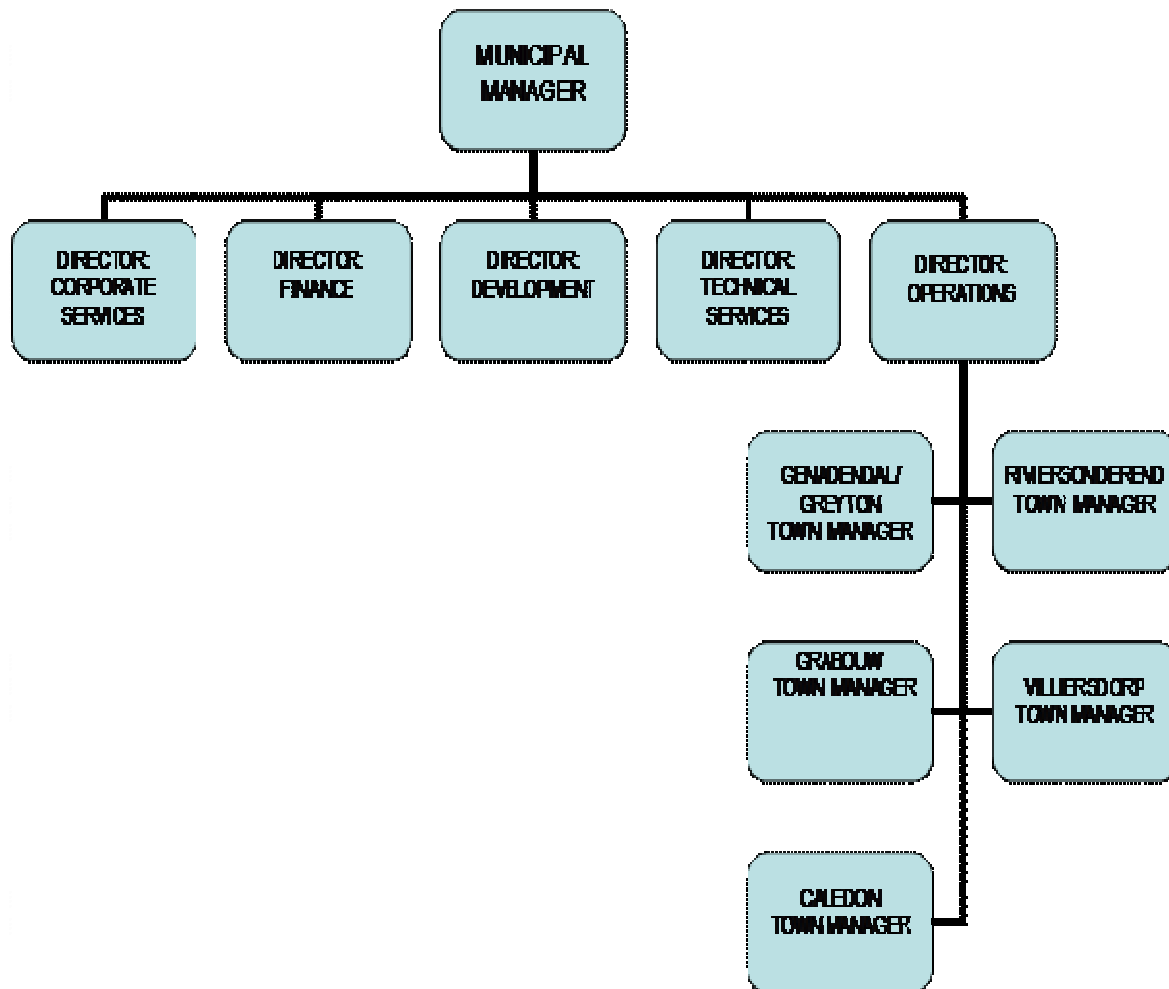 MUNICIPAL
MANAGER
DIRECTOR:
CORPORATE
SERVICES
DIRECTOR:
FINANCE
DIRECTOR:
DEVELOPMENT
DIRECTOR:
TECHNICAL
SERVICES
DIRECTOR:
OPERATIONS
GENADENDAL/
GREYTON
TOWN MANAGER
RIVIERSONDEREND
TOWN MANAGER
GRABOUW
TOWN MANAGER
VILLIERSDORP
TOWN MANAGER
CALEDON
TOWN MANAGER